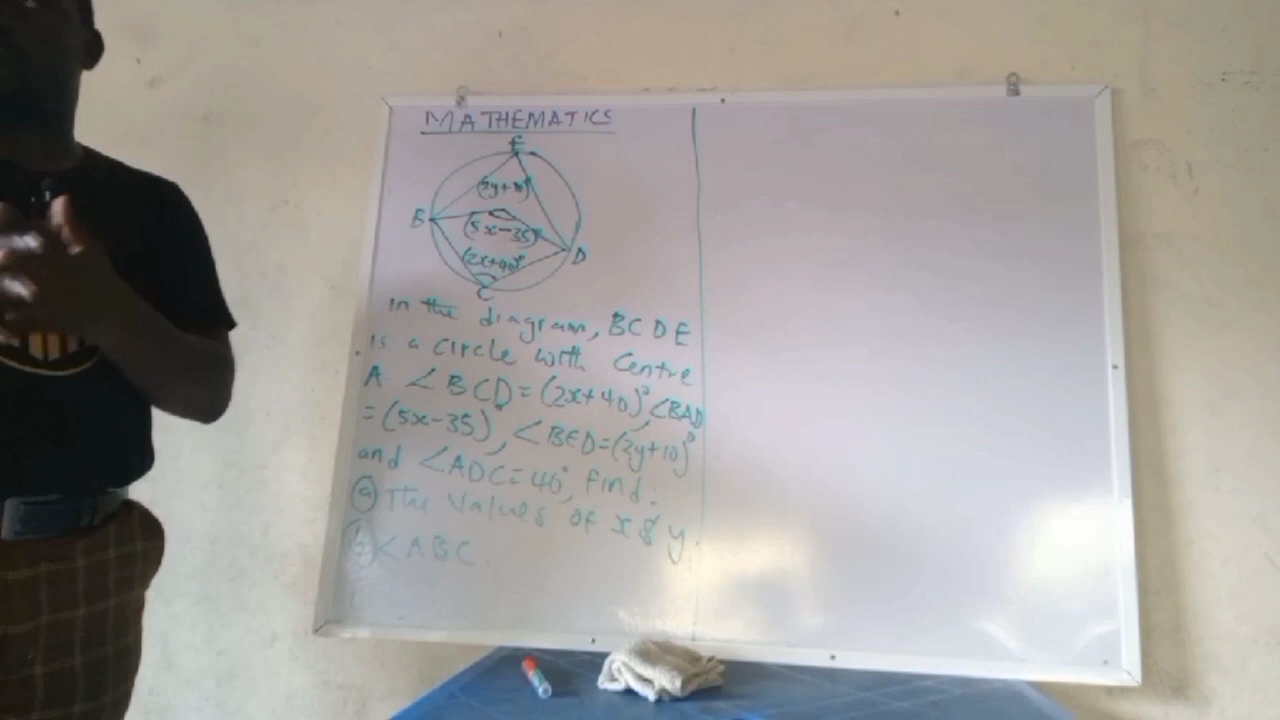 MATHEMATICS
E
(2y+10)°
B
(5x-35)°
D
(2x+40)°
C
In the diagram, BCDE
is a circle with centre
A ∠BCD=(2x+40)°, ∠BAD
=(5x-35)°, ∠BED=(2y+10)°
and ∠ADC=40°, find.
(a) The values of x & y.
(b) ∠ABC.